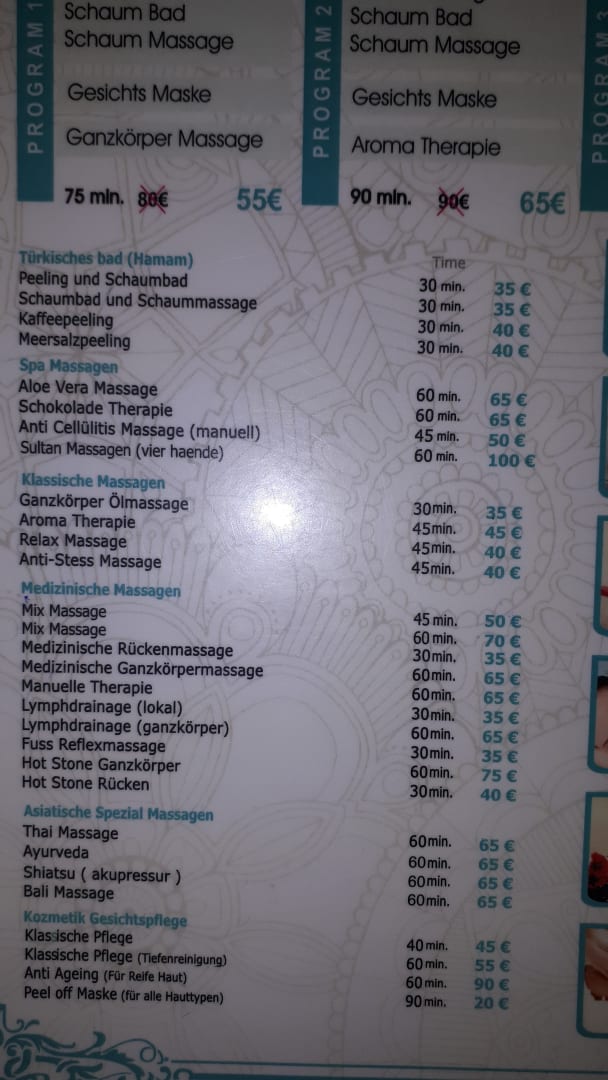 PROGRAM 1
Schaum Bad
Schaum Massage
Gesichts Maske
Ganzkörper Massage
75 min. 80€ 55€
PROGRAM 2
Schaum Bad
Schaum Massage
Gesichts Maske
Aroma Therapie
90 min. 90€ 65€
PROGRAM 3
Türkisches bad (Hamam) Time
Peeling und Schaumbad 30 min. 35 €
Schaumbad und Schaummassage 30 min. 35 €
Kaffeepeeling 30 min. 40 €
Meersalzpeeling 30 min. 40 €
Spa Massagen
Aloe Vera Massage 60 min. 65 €
Schokolade Therapie 60 min. 65 €
Anti Cellülitis Massage (manuell) 45 min. 50 €
Sultan Massagen (vier haende) 60 min. 100 €
Klassische Massagen
Ganzkörper Ölmassage 30min. 35 €
Aroma Therapie 45min. 45 €
Relax Massage 45min. 40 €
Anti-Stess Massage 45min. 40 €
Medizinische Massagen
Mix Massage 45 min. 50 €
Mix Massage 60 min. 70 €
Medizinische Rückenmassage 30min. 35 €
Medizinische Ganzkörpermassage 60min. 65 €
Manuelle Therapie 60min. 65 €
Lymphdrainage (lokal) 30min. 35 €
Lymphdrainage (ganzkörper) 60min. 65 €
Fuss Reflexmassage 30min. 35 €
Hot Stone Ganzkörper 60min. 75 €
Hot Stone Rücken 30min. 40 €
Asiatische Spezial Massagen
Thai Massage 60min. 65 €
Ayurveda 60min. 65 €
Shiatsu ( akupressur ) 60min. 65 €
Bali Massage 60min. 65 €
Kozmetik Gesichtspflege
Klassische Pflege 40min. 45 €
Klassische Pflege (Tiefenreinigung) 60min. 55 €
Anti Ageing (Für Reife Haut) 60min. 90 €
Peel off Maske (für alle Hauttypen) 90min. 20 €